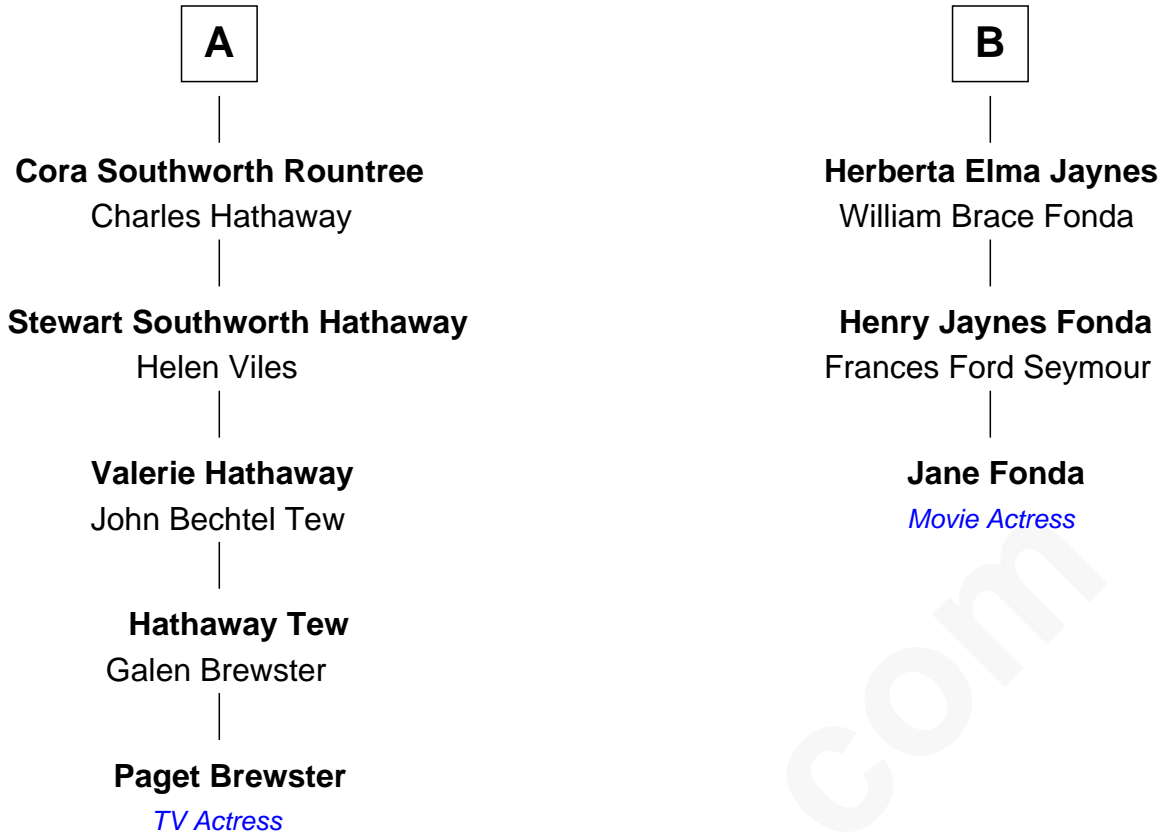 A
Cora Southworth Rountree
Charles Hathaway
Stewart Southworth Hathaway
Helen Viles
Valerie Hathaway
John Bechtel Tew
Hathaway Tew
Galen Brewster
Paget Brewster
TV Actress
B
Herberta Elma Jaynes
William Brace Fonda
Henry Jaynes Fonda
Frances Ford Seymour
Jane Fonda
Movie Actress
com